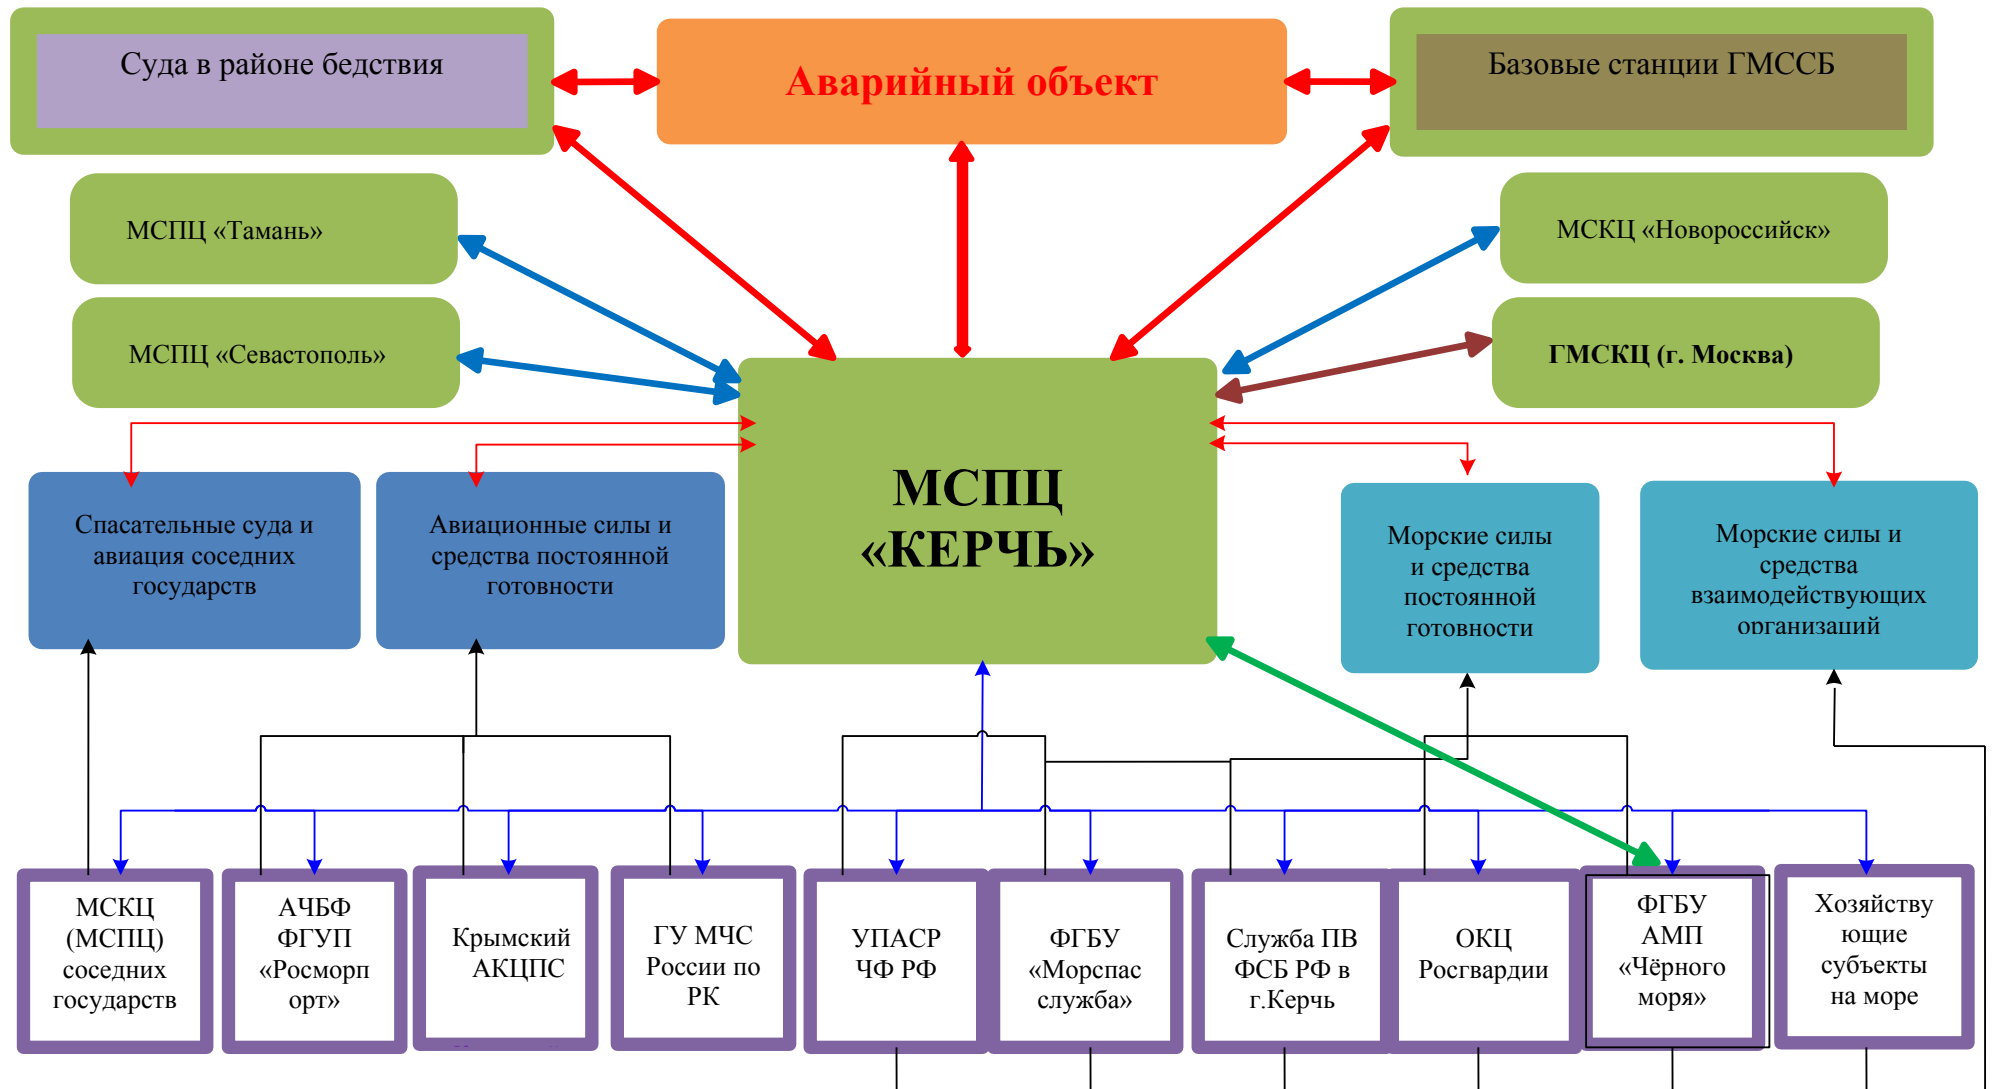 Суда в районе бедствия
Аварийный объект
Базовые станции ГМССБ
МСПЦ «Тамань»
МСКЦ «Новороссийск»
МСПЦ «Севастополь»
ГМСКЦ (г. Москва)
МСПЦ
«КЕРЧЬ»
Спасательные суда и
авиация соседних
государств
Авиационные силы и
средства постоянной
готовности
Морские силы
и средства
постоянной
готовности
Морские силы и
средства
взаимодействующих
организаций
МСКЦ
(МСПЦ)
соседних
государств
АЧБФ
ФГУП
«Росморп
орт»
Крымский
АКЦПС
ГУ МЧС
России по
РК
УПАСР
ЧФ РФ
ФГБУ
«Морспас
служба»
Служба ПВ
ФСБ РФ в
г.Керчь
ОКЦ
Росгвардии
ФГБУ
АМП
«Чёрного
моря»
Хозяйству
ющие
субъекты
на море